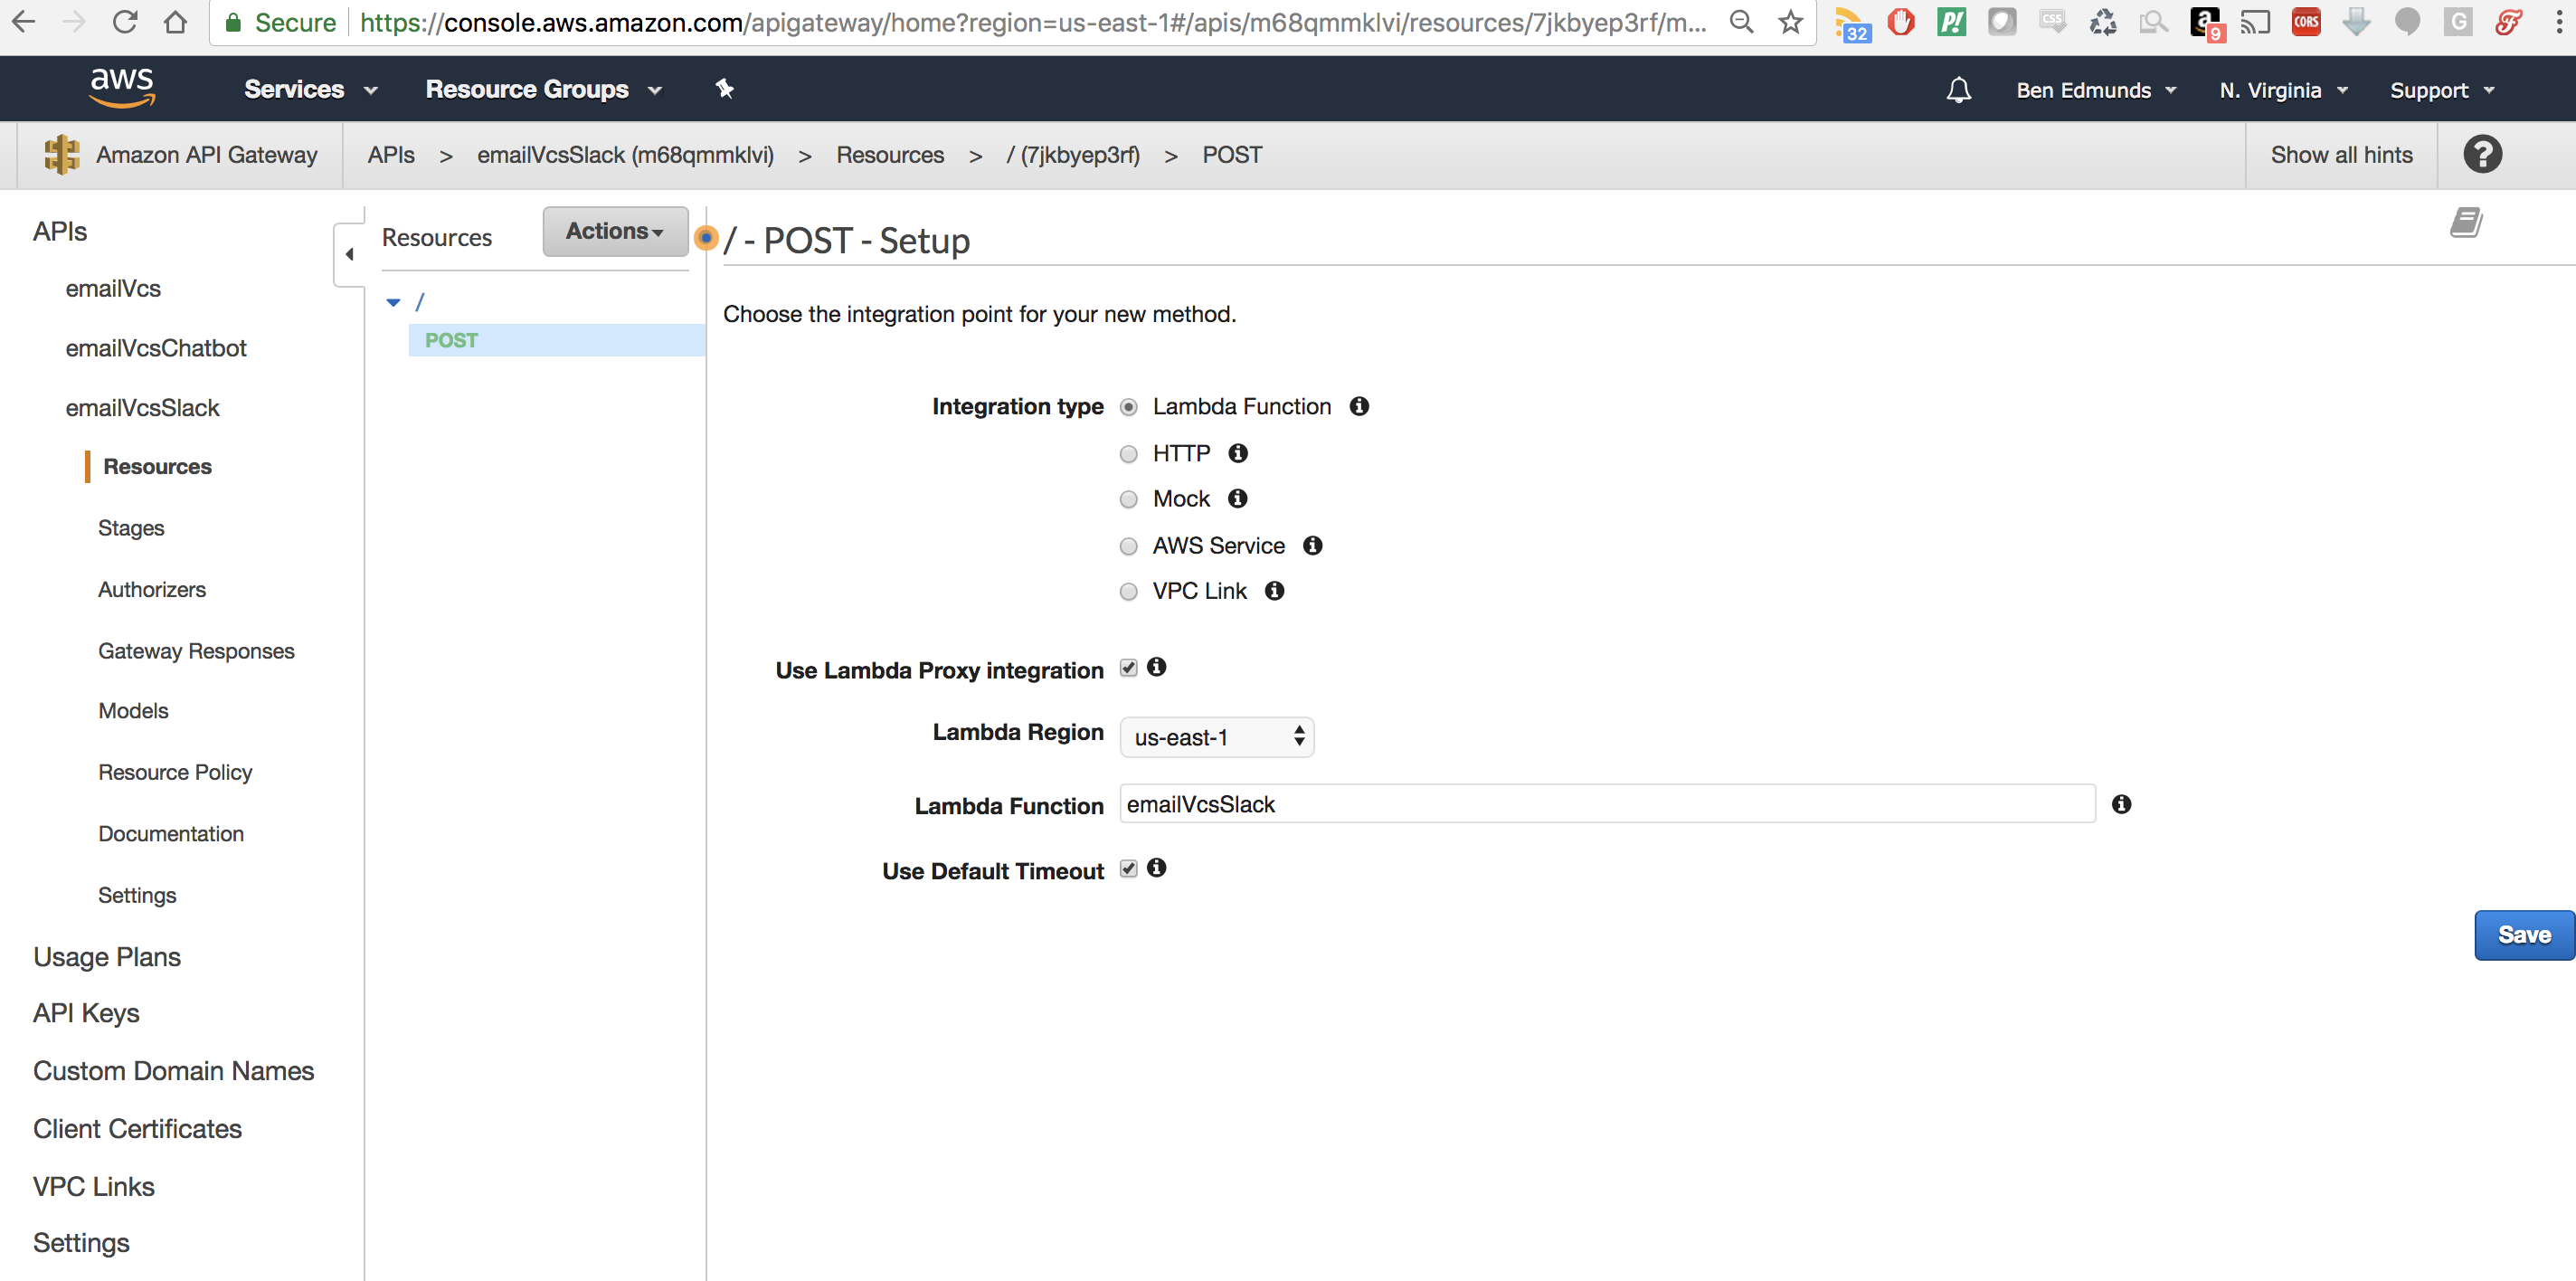 Secure https://console.aws.amazon.com/apigateway/home?region=us-east-1#/apis/m68qmmklvi/resources/7jkbyep3rf/m... 32 P! CSS a 9 CORS G F
aws Services Resource Groups Ben Edmunds N. Virginia Support
Amazon API Gateway APIs > emailVcsSlack (m68qmmklvi) > Resources > / (7jkbyep3rf) > POST Show all hints ?
APIs
emailVcs
emailVcsChatbot
emailVcsSlack
Resources
Stages
Authorizers
Gateway Responses
Models
Resource Policy
Documentation
Settings
Usage Plans
API Keys
Custom Domain Names
Client Certificates
VPC Links
Settings
Resources Actions
/
POST
/ - POST - Setup
Choose the integration point for your new method.
Integration type Lambda Function
HTTP
Mock
AWS Service
VPC Link
Use Lambda Proxy integration
Lambda Region us-east-1
Lambda Function emailVcsSlack
Use Default Timeout
Save